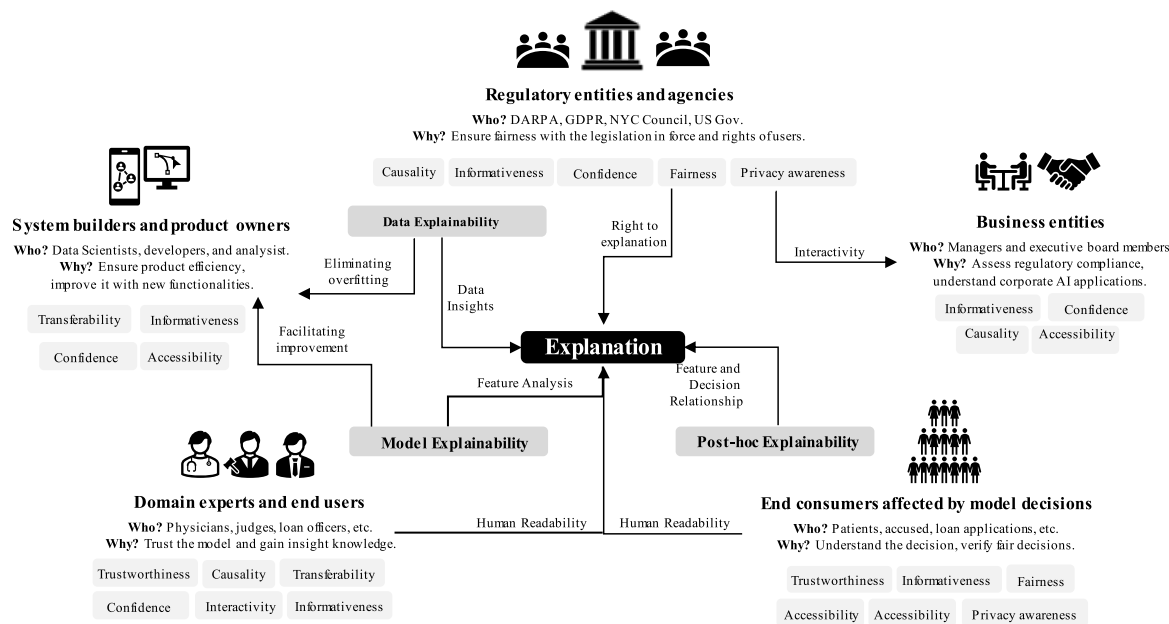 Regulatory entities and agencies
Who? DARPA, GDPR, NYC Council, US Gov.
Why? Ensure fairness with the legislation in force and rights of users.
Causality
Informativeness
Confidence
Fairness
Privacy awareness
System builders and product owners
Who? Data Scientists, developers, and analysist.
Why? Ensure product efficiency,
improve it with new functionalities.
Transferability
Informativeness
Confidence
Accessibility
Data Explainability
Eliminating
overfitting
Data
Insights
Right to
explanation
Interactivity
Business entities
Who? Managers and executive board members
Why? Assess regulatory compliance,
understand corporate AI applications.
Informativeness
Confidence
Causality
Accessibility
Facilitating
improvement
Explanation
Feature Analysis
Feature and
Decision
Relationship
Model Explainability
Post-hoc Explainability
Domain experts and end users
Who? Physicians, judges, loan officers, etc.
Why? Trust the model and gain insight knowledge.
Trustworthiness
Causality
Transferability
Confidence
Interactivity
Informativeness
Human Readability
Human Readability
End consumers affected by model decisions
Who? Patients, accused, loan applications, etc.
Why? Understand the decision, verify fair decisions.
Trustworthiness
Informativeness
Fairness
Accessibility
Accessibility
Privacy awareness